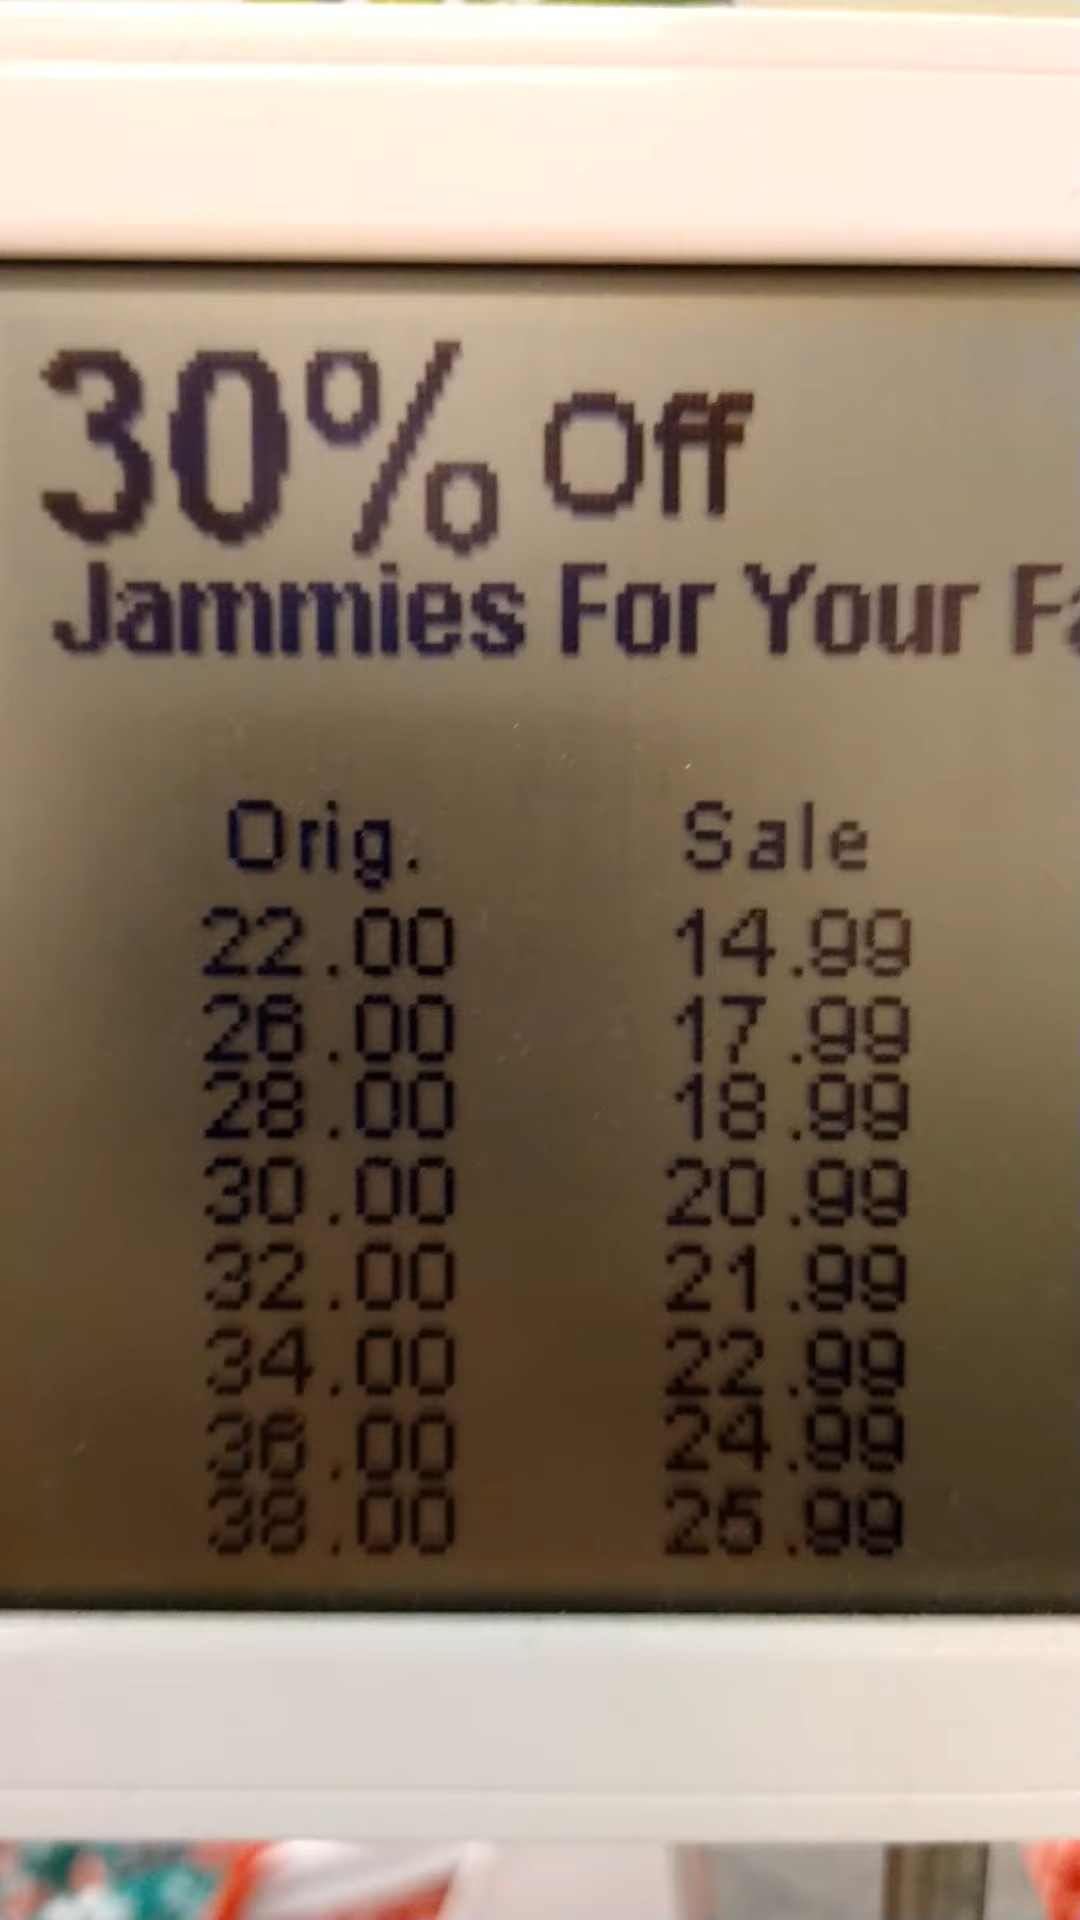 30% Off
Jammies For Your
Orig. Sale
22.00 14.99
26.00 17.99
28.00 18.99
30.00 20.99
32.00 21.99
34.00 22.99
36.00 24.99
38.00 25.99